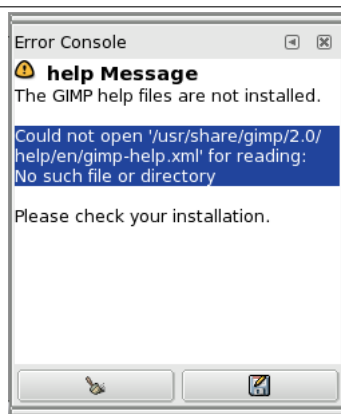 Error Console
help Message
The GIMP help files are not installed.
Could not open '/usr/share/gimp/2.0/
help/en/gimp-help.xml' for reading:
No such file or directory
Please check your installation.